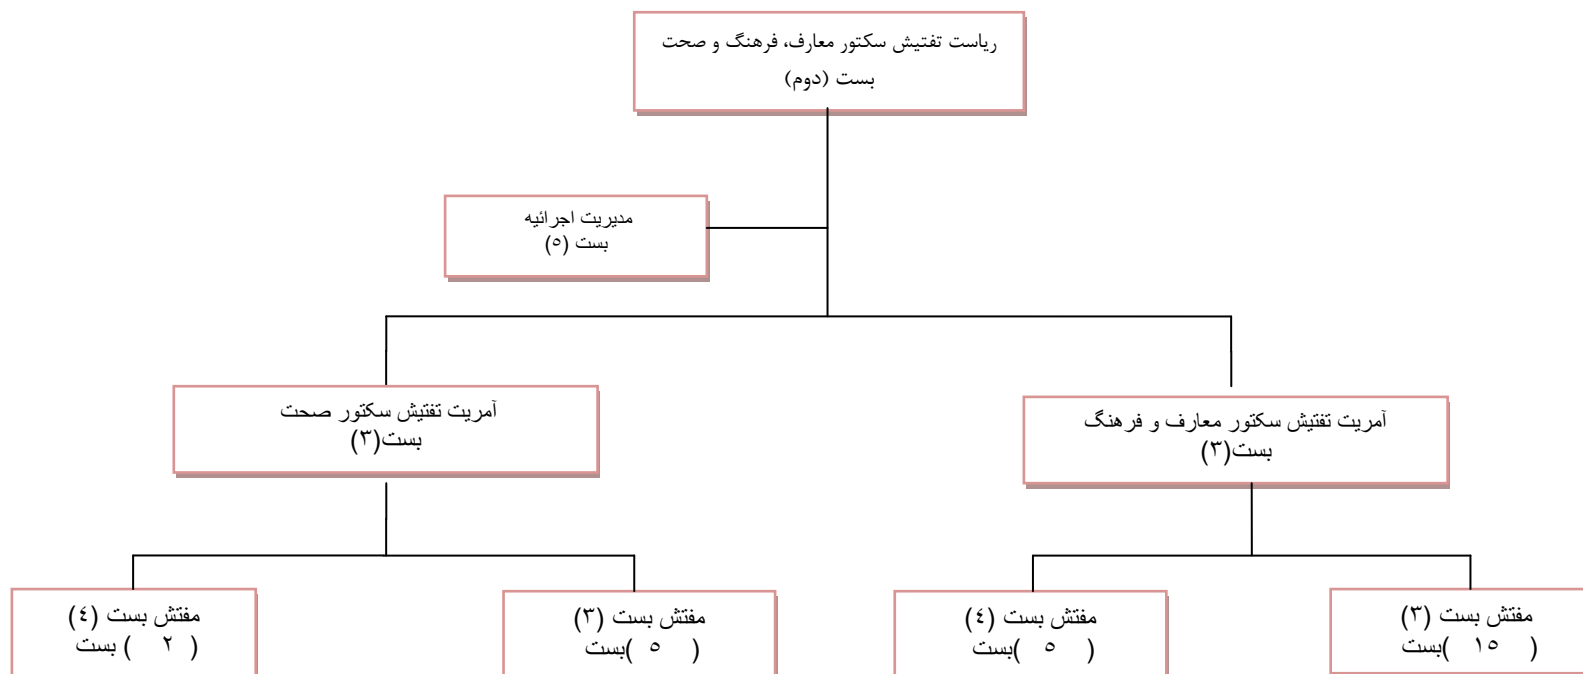 ریاست تفتیش سکتور معارف، فرهنگ و صحت
بست (دوم)
مدیریت اجرائیه
بست (٥)
آمریت تفتیش سکتور معارف و فرهنگ
بست(٣)
آمریت تفتیش سکتور صحت
بست(٣)
مفتش بست (٣)
( ١٥ )بست
مفتش بست (٤)
( ٥ )بست
مفتش بست (٣)
( ٥ )بست
مفتش بست (٤)
( ٢ ) بست